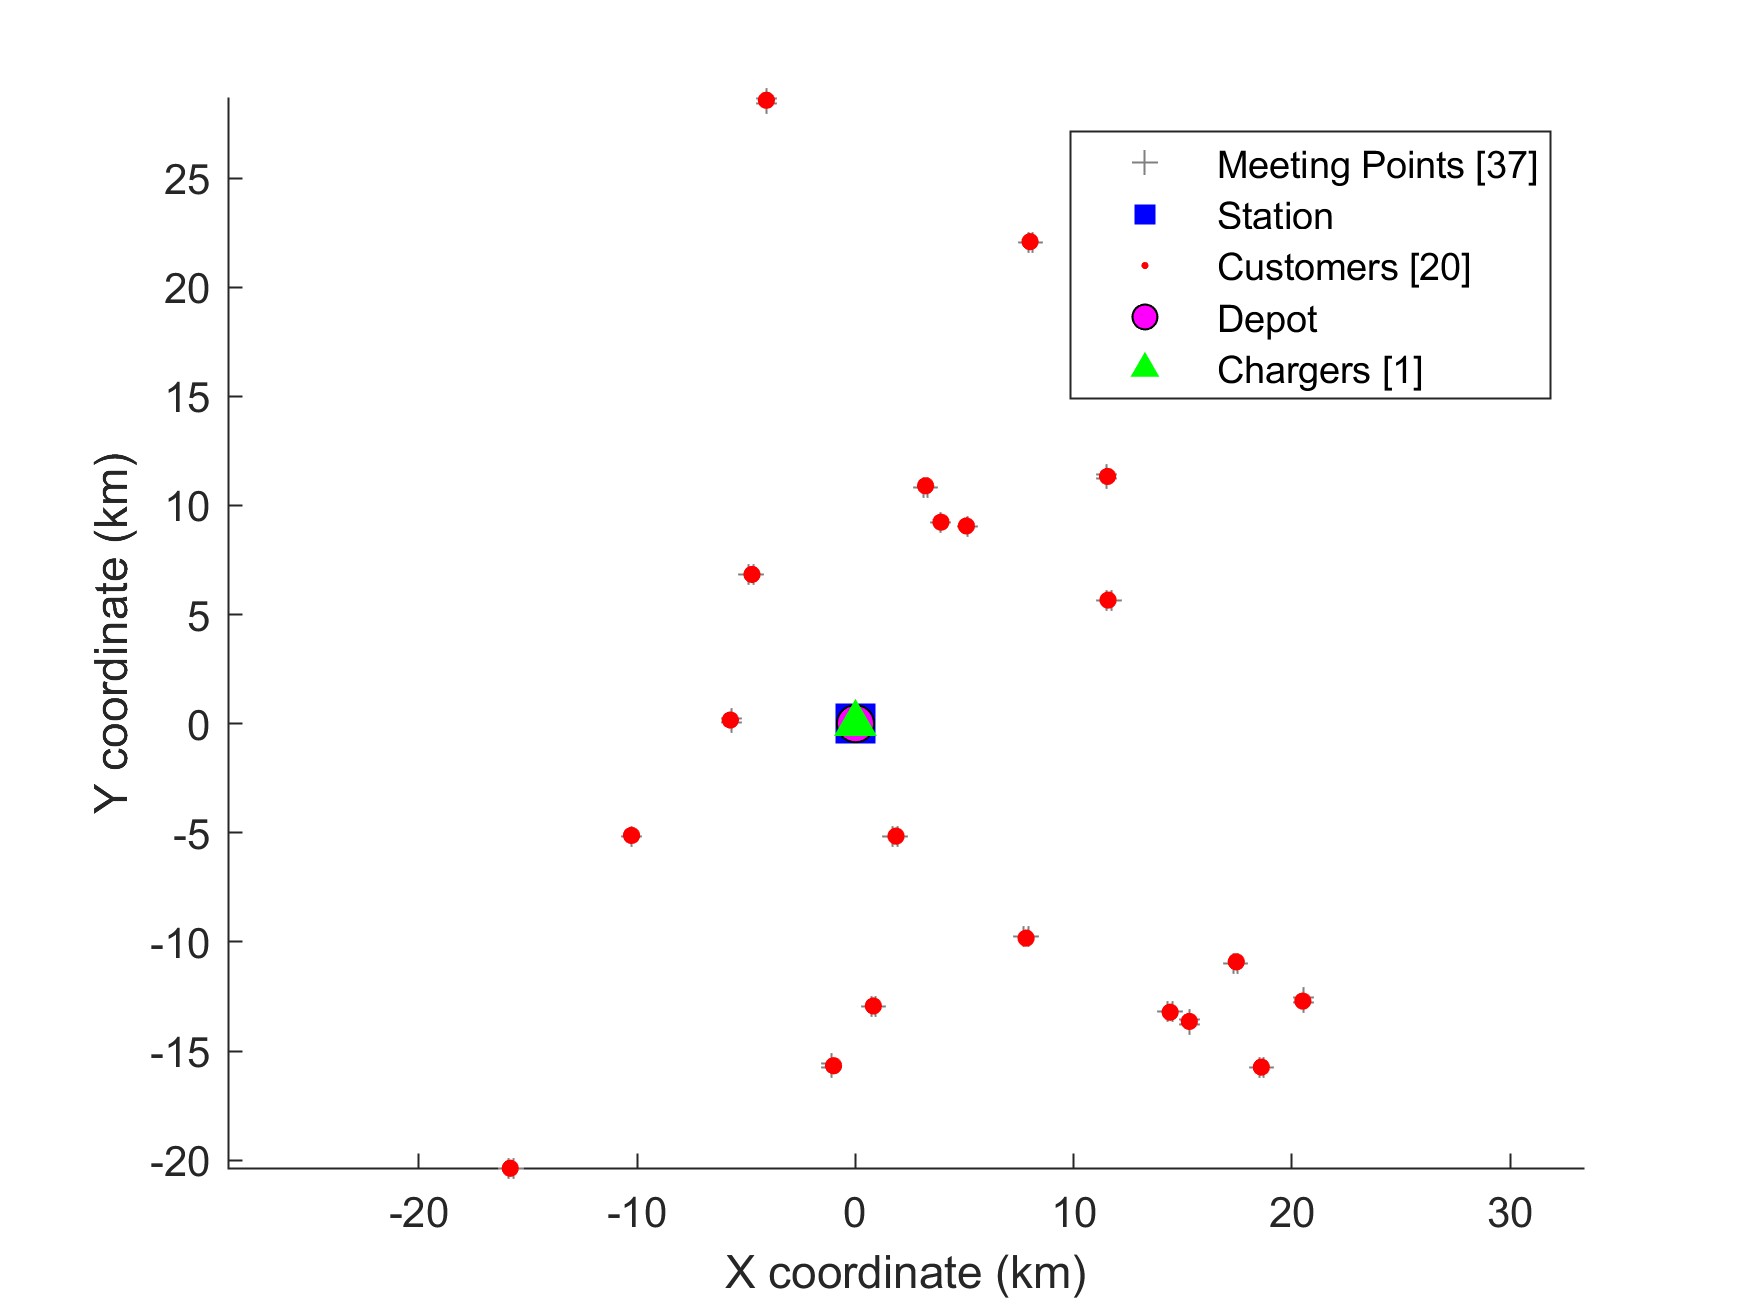 25
20
15
10
5
0
-5
-10
-15
-20
Y coordinate (km)
Meeting Points [37]
Station
Customers [20]
Depot
Chargers [1]
-20
-10
0
10
20
30
X coordinate (km)